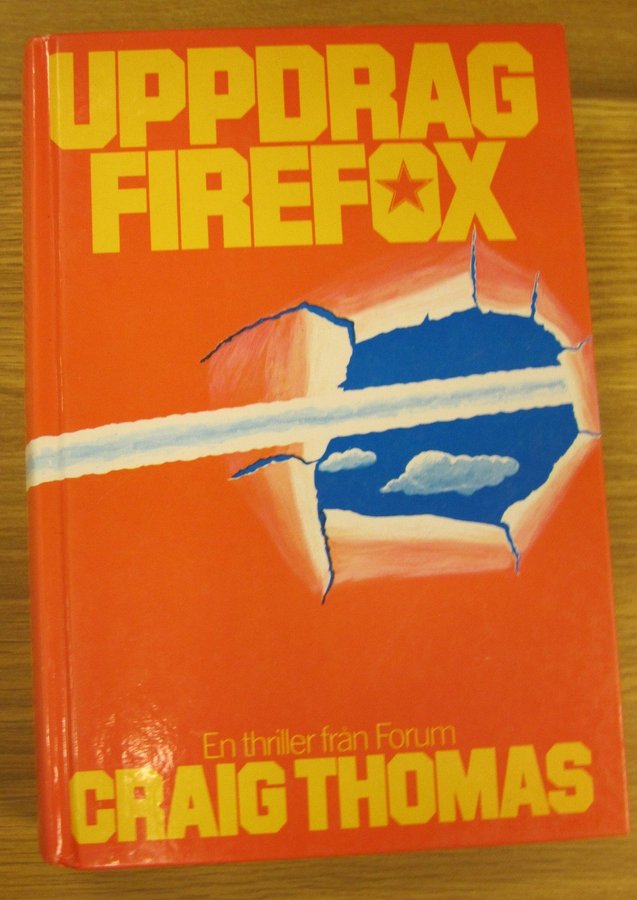 UPPDRAG
FIREFOX
En thriller från Forum
CRAIG THOMAS